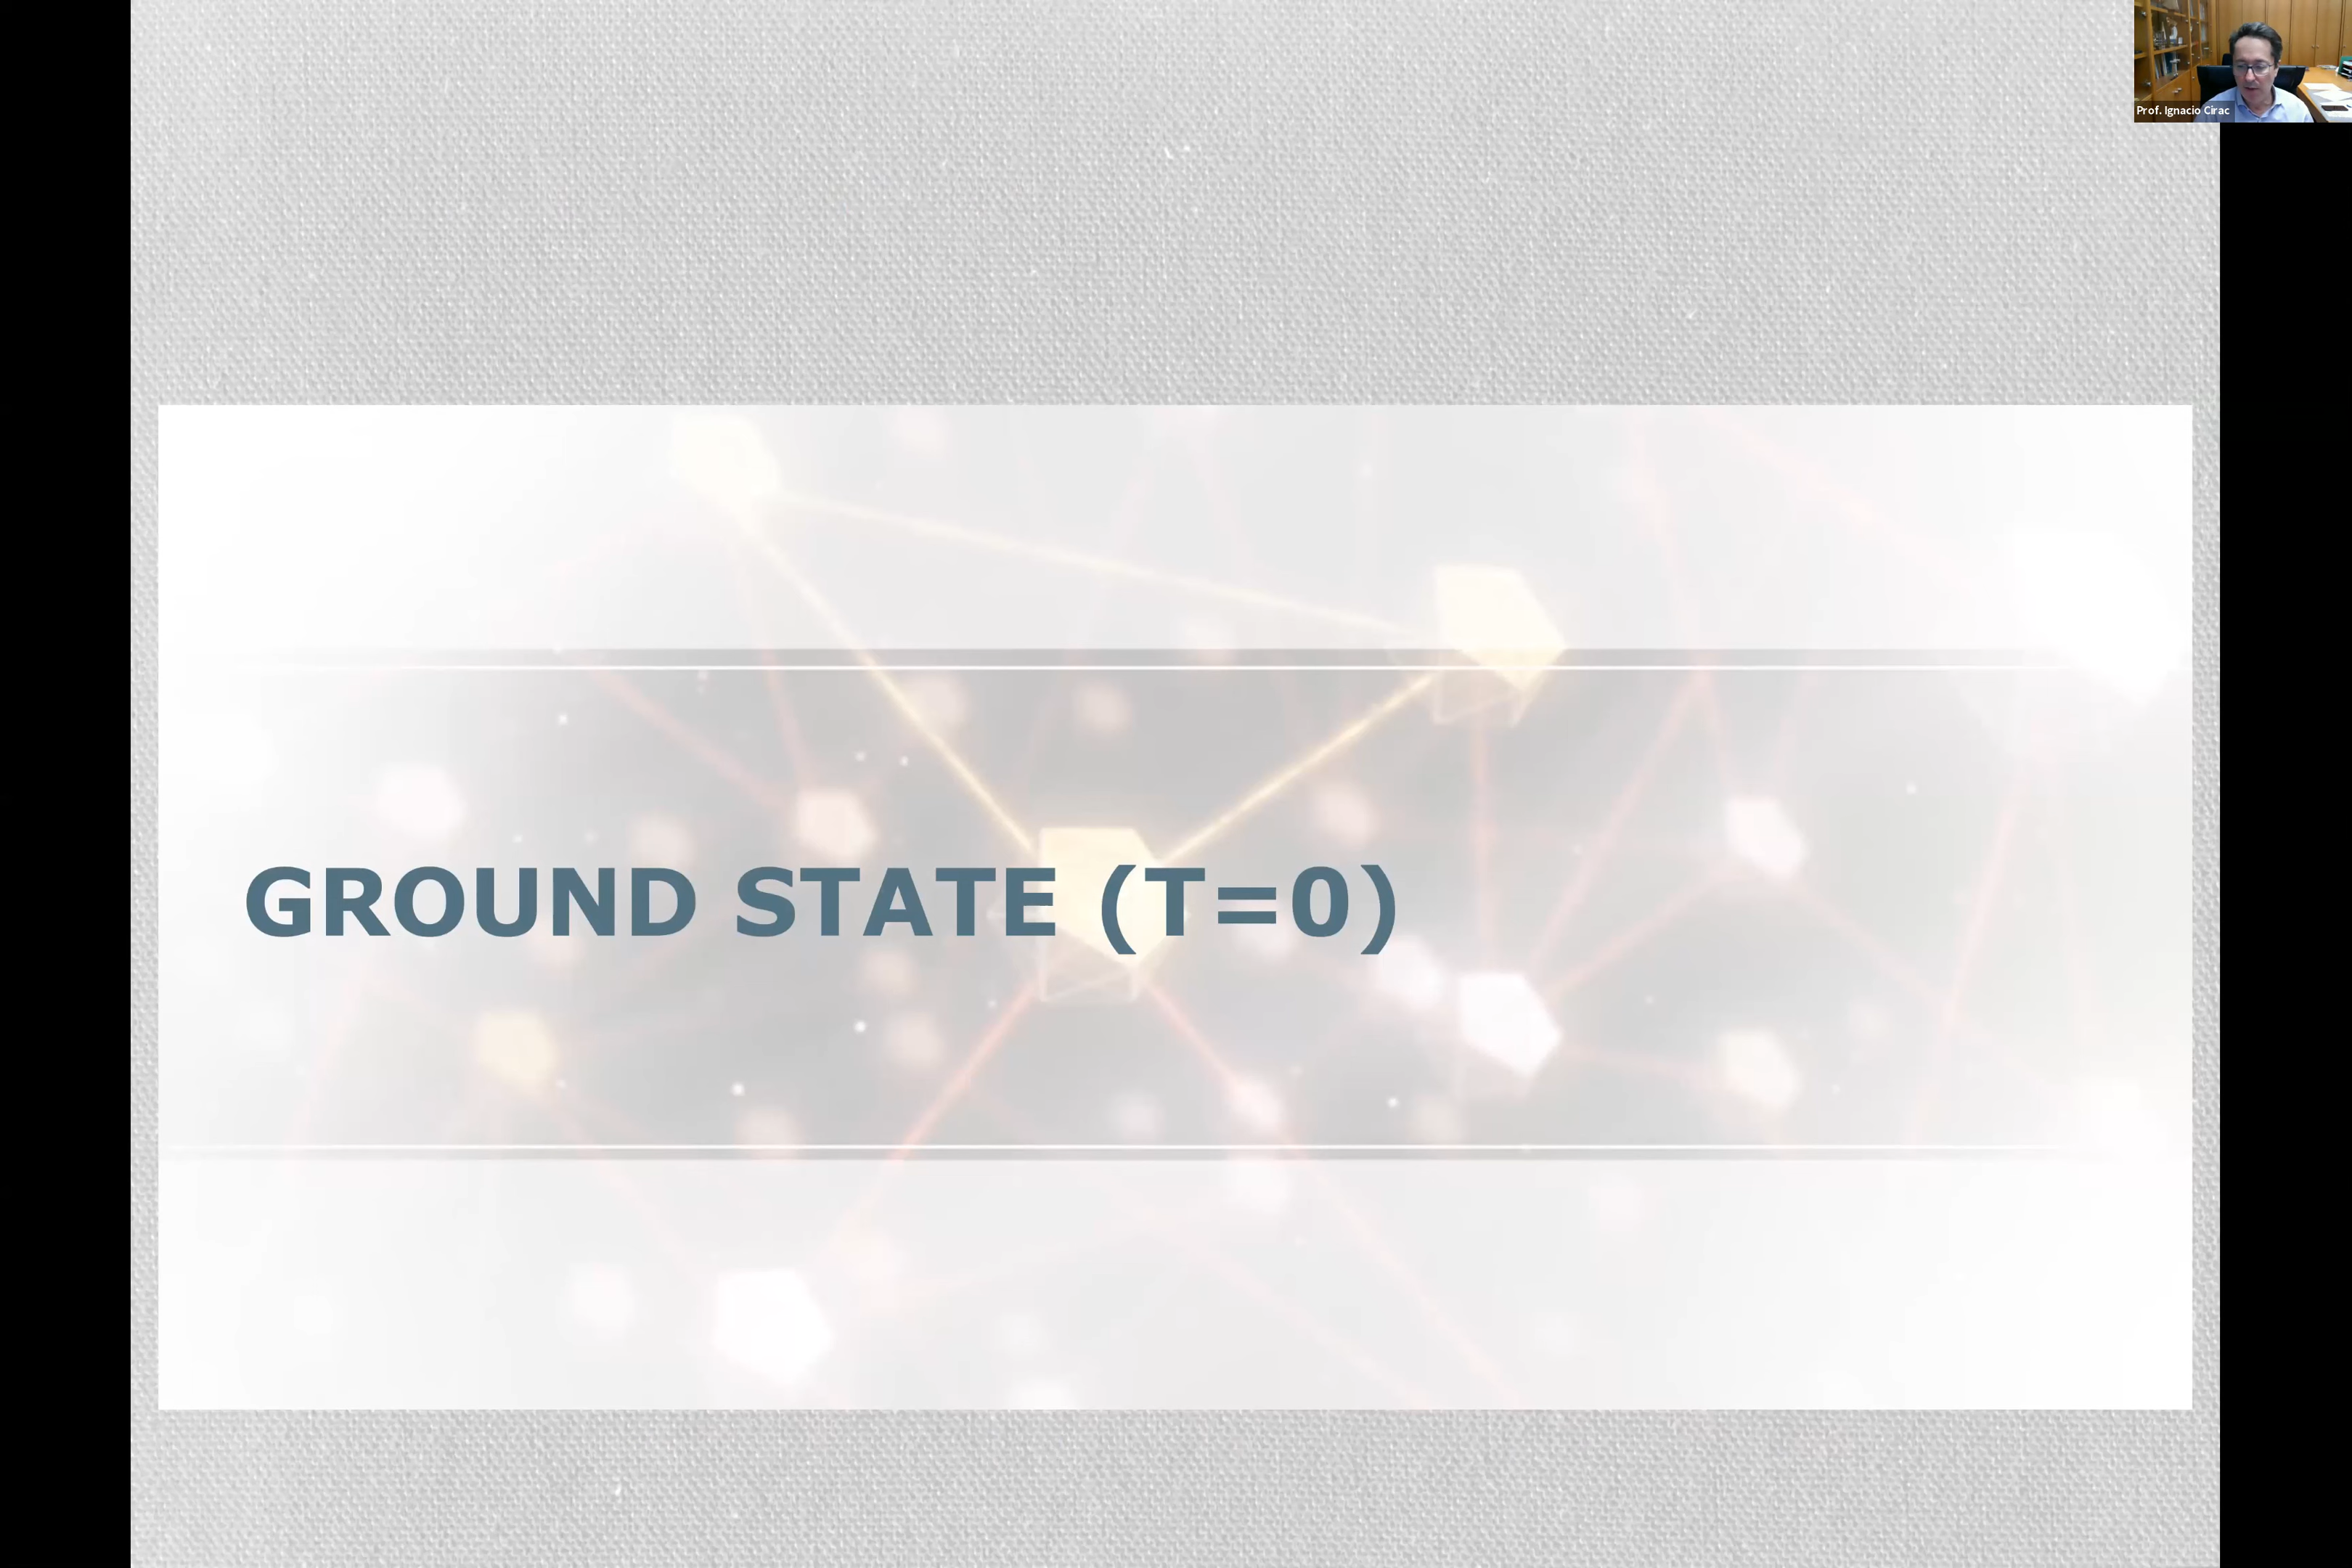 Prof. Ignacio Cirac
GROUND STATE (T=0)